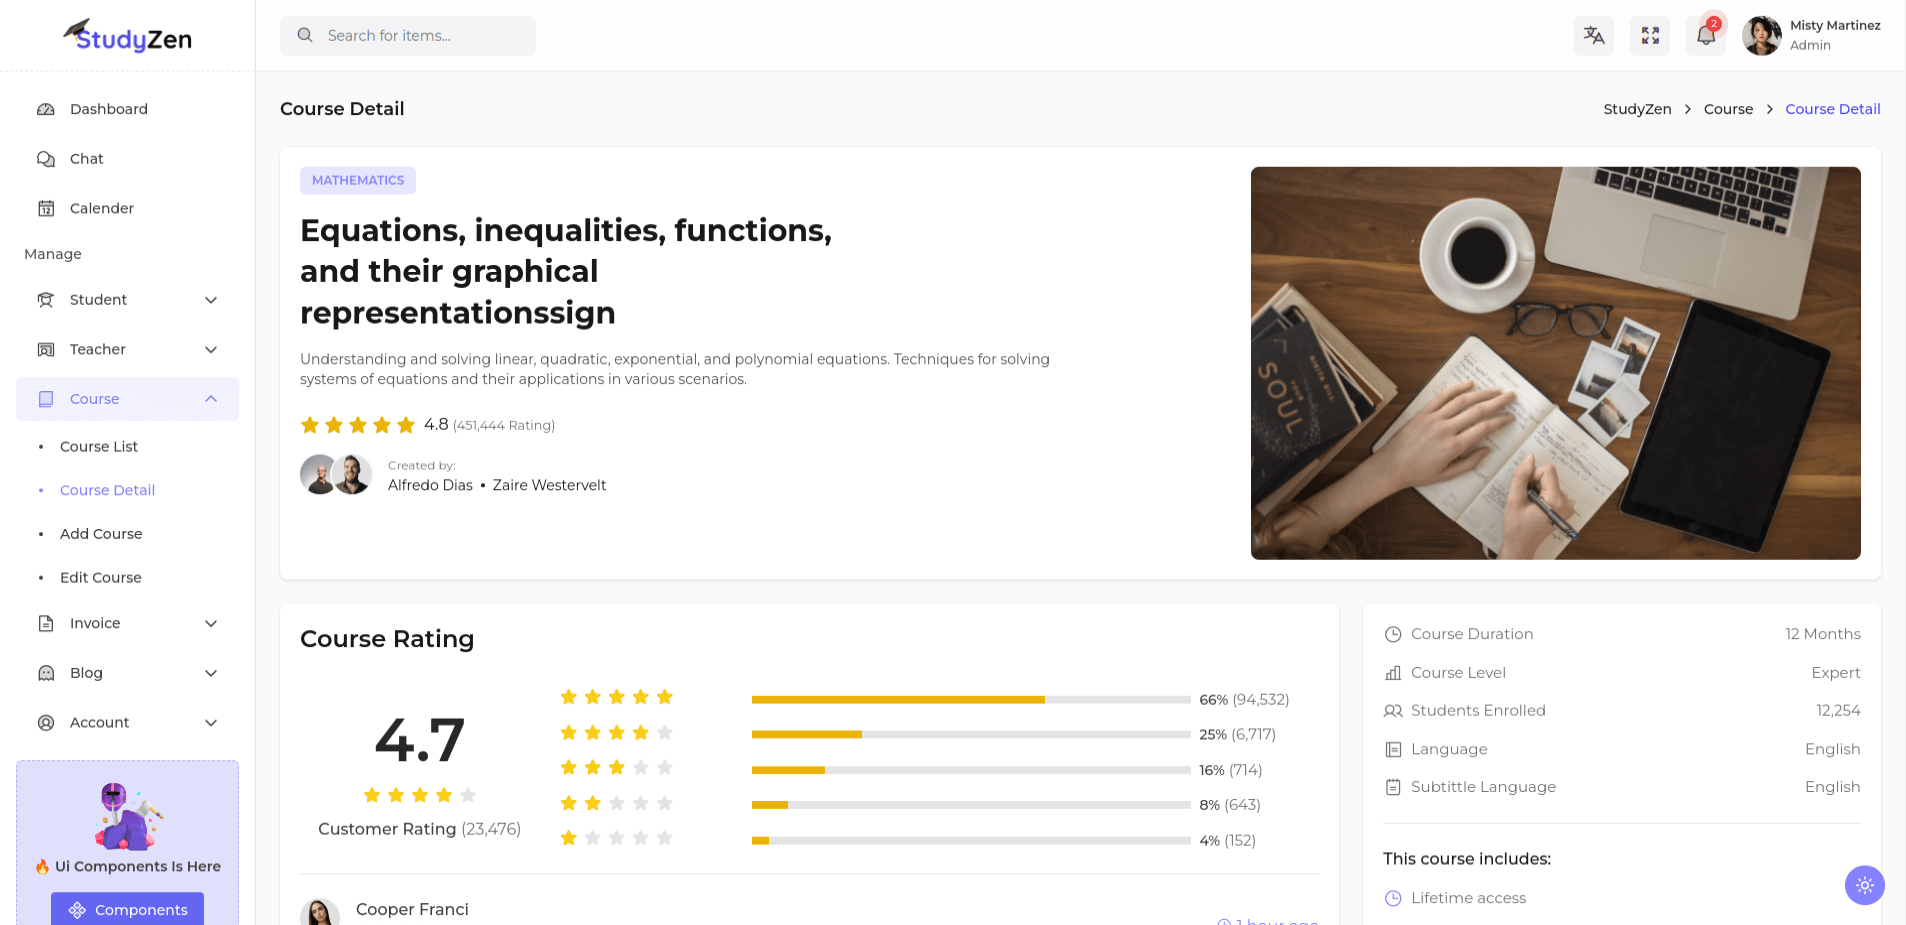 StudyZen
Search for items...
2
Misty Martinez
Admin
Dashboard
Chat
Calender
Manage
Student
Teacher
Course
Course List
Course Detail
Add Course
Edit Course
Invoice
Blog
Account
🔥 Ui Components Is Here
Components
Course Detail
StudyZen > Course > Course Detail
MATHEMATICS
Equations, inequalities, functions,
and their graphical
representationssign
Understanding and solving linear, quadratic, exponential, and polynomial equations. Techniques for solving
systems of equations and their applications in various scenarios.
4.8 (451,444 Rating)
Created by:
Alfredo Dias • Zaire Westervelt
SOUL
Course Rating
4.7
Customer Rating (23,476)
66% (94,532)
25% (6,717)
16% (714)
8% (643)
4% (152)
Cooper Franci
1 hour ago
Course Duration 12 Months
Course Level Expert
Students Enrolled 12,254
Language English
Subtittle Language English
This course includes:
Lifetime access